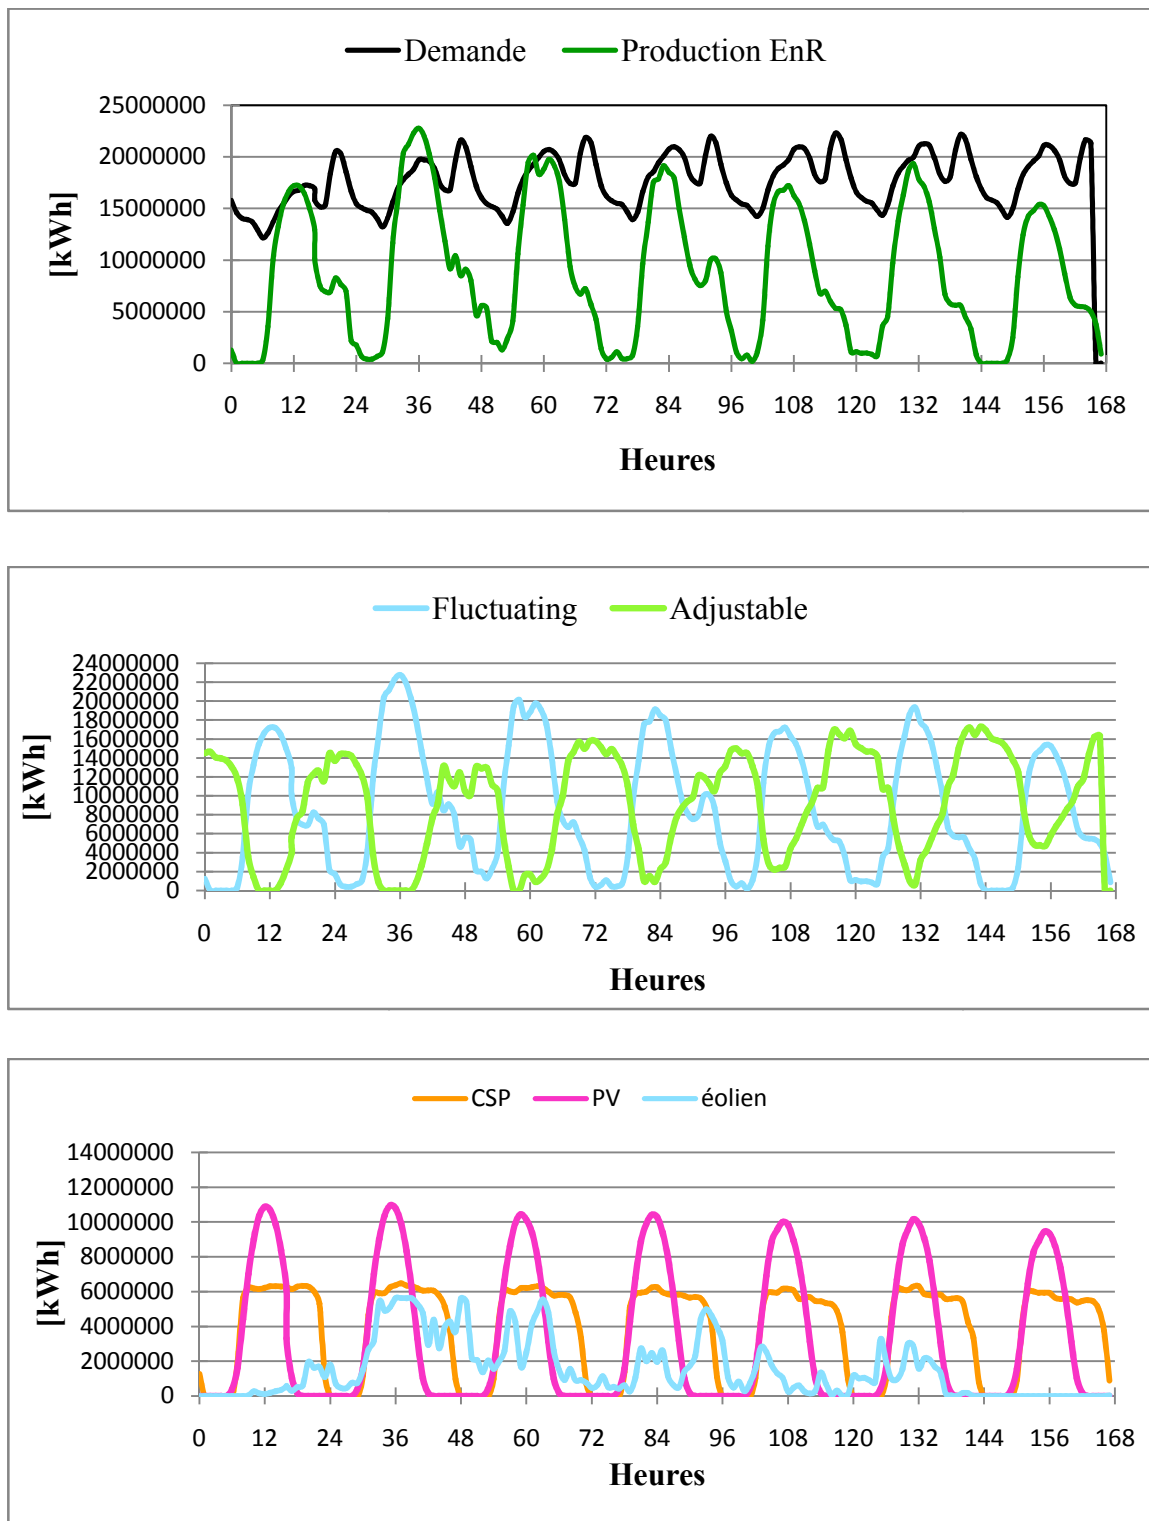 Demande Production EnR
25000000
20000000
15000000
10000000
5000000
0
[kWh]
0 12 24 36 48 60 72 84 96 108 120 132 144 156 168
Heures
Fluctuating Adjustable
24000000
22000000
20000000
18000000
16000000
14000000
12000000
10000000
8000000
6000000
4000000
2000000
0
[kWh]
0 12 24 36 48 60 72 84 96 108 120 132 144 156 168
Heures
CSP PV éolien
14000000
12000000
10000000
8000000
6000000
4000000
2000000
0
[kWh]
0 12 24 36 48 60 72 84 96 108 120 132 144 156 168
Heures